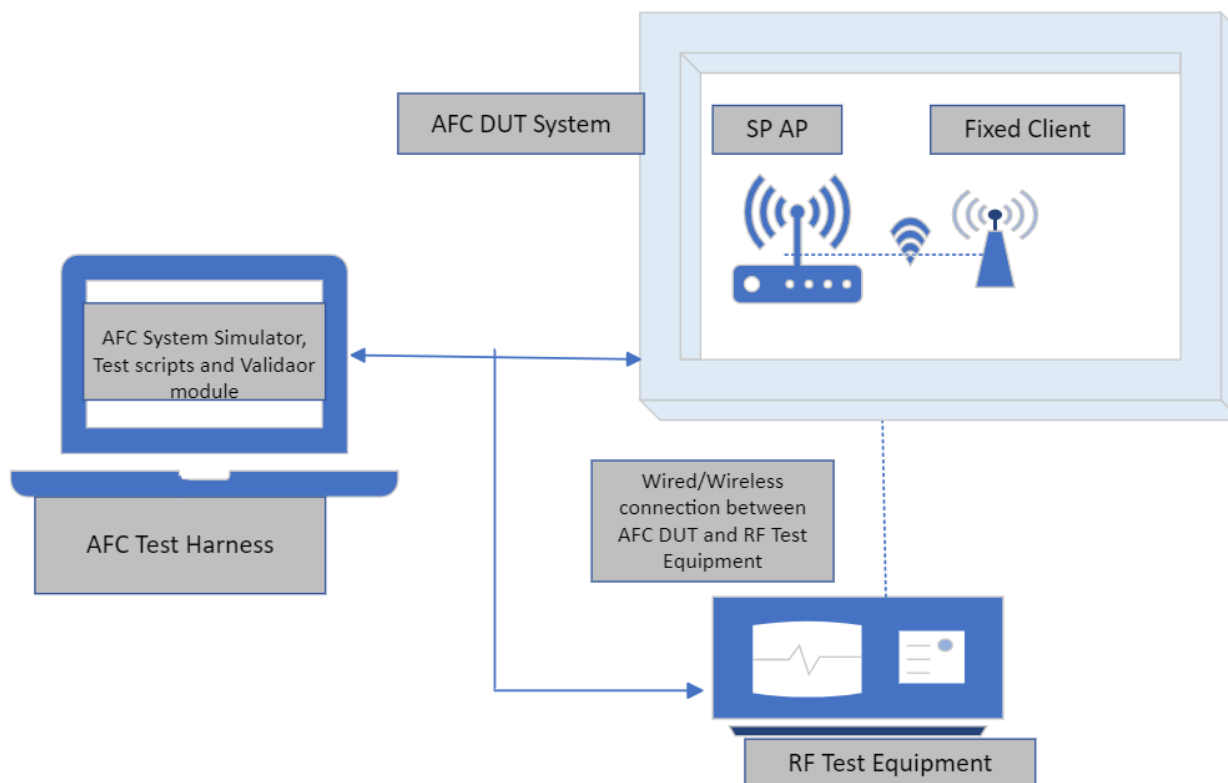 AFC DUT System
SP AP
Fixed Client
AFC System Simulator,
Test scripts and Validaor
module
AFC Test Harness
Wired/Wireless
connection between
AFC DUT and RF Test
Equipment
RF Test Equipment